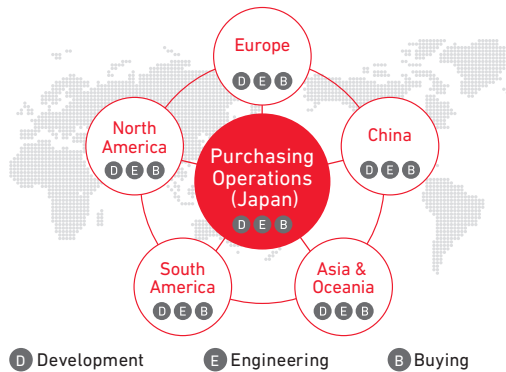 Europe
D E B
North
America
D E B
China
D E B
Purchasing
Operations
(Japan)
D E B
South
America
D E B
Asia &
Oceania
D E B
D Development
E Engineering
B Buying